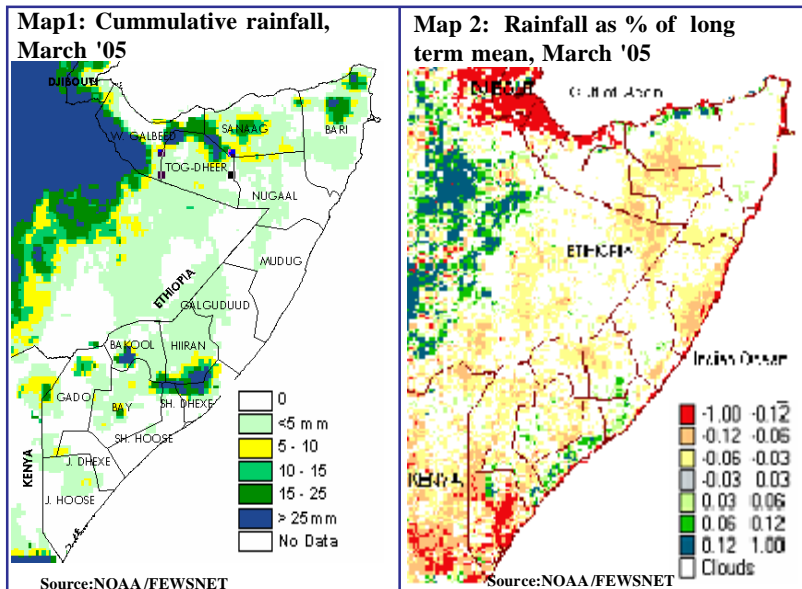 Map1: Cummulative rainfall,
March '05
DJIBOUTI
W. GALBEED
SANAAG
BARI
TOG-DHEER
NUGAAL
MUDUG
ETHIOPIA
GALGUDUUD
BAKOOL
HIIRAN
GADO
BAY
SH. DHEXE
SH. HOOSE
KENYA
J. DHEXE
J. HOOSE
0
<5 mm
5 - 10
10 - 15
15 - 25
> 25mm
No Data
Source:NOAA/FEWSNET
Map 2: Rainfall as % of long
term mean, March '05
ETHIOPIA
Indian Ocean
KENYA
-1.00 -0.12
-0.12 -0.06
-0.06 -0.03
-0.03 0.03
0.03 0.06
0.06 0.12
0.12 1.00
Clouds
Source:NOAA/FEWSNET